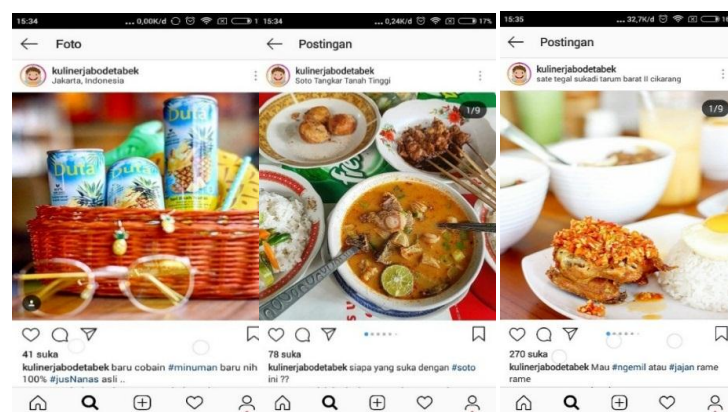 15:34
... 0,00K/d
Foto
kulinerjabodetabek
Jakarta, Indonesia
Duta
Duta
Duta
41 suka
kulinerjabodetabek baru cobain #minuman baru nih
100% #jusNanas asli ..
15:34
... 0,24K/d
17%
Postingan
kulinerjabodetabek
Soto Tangkar Tanah Tinggi
1/9
78 suka
kulinerjabodetabek siapa yang suka dengan #soto
ini ??
15:35
... 32,7K/d
Postingan
kulinerjabodetabek
sate tegal sukadi tarum barat II cikarang
1/9
270 suka
kulinerjabodetabek Mau #ngemil atau #jajan rame
rame